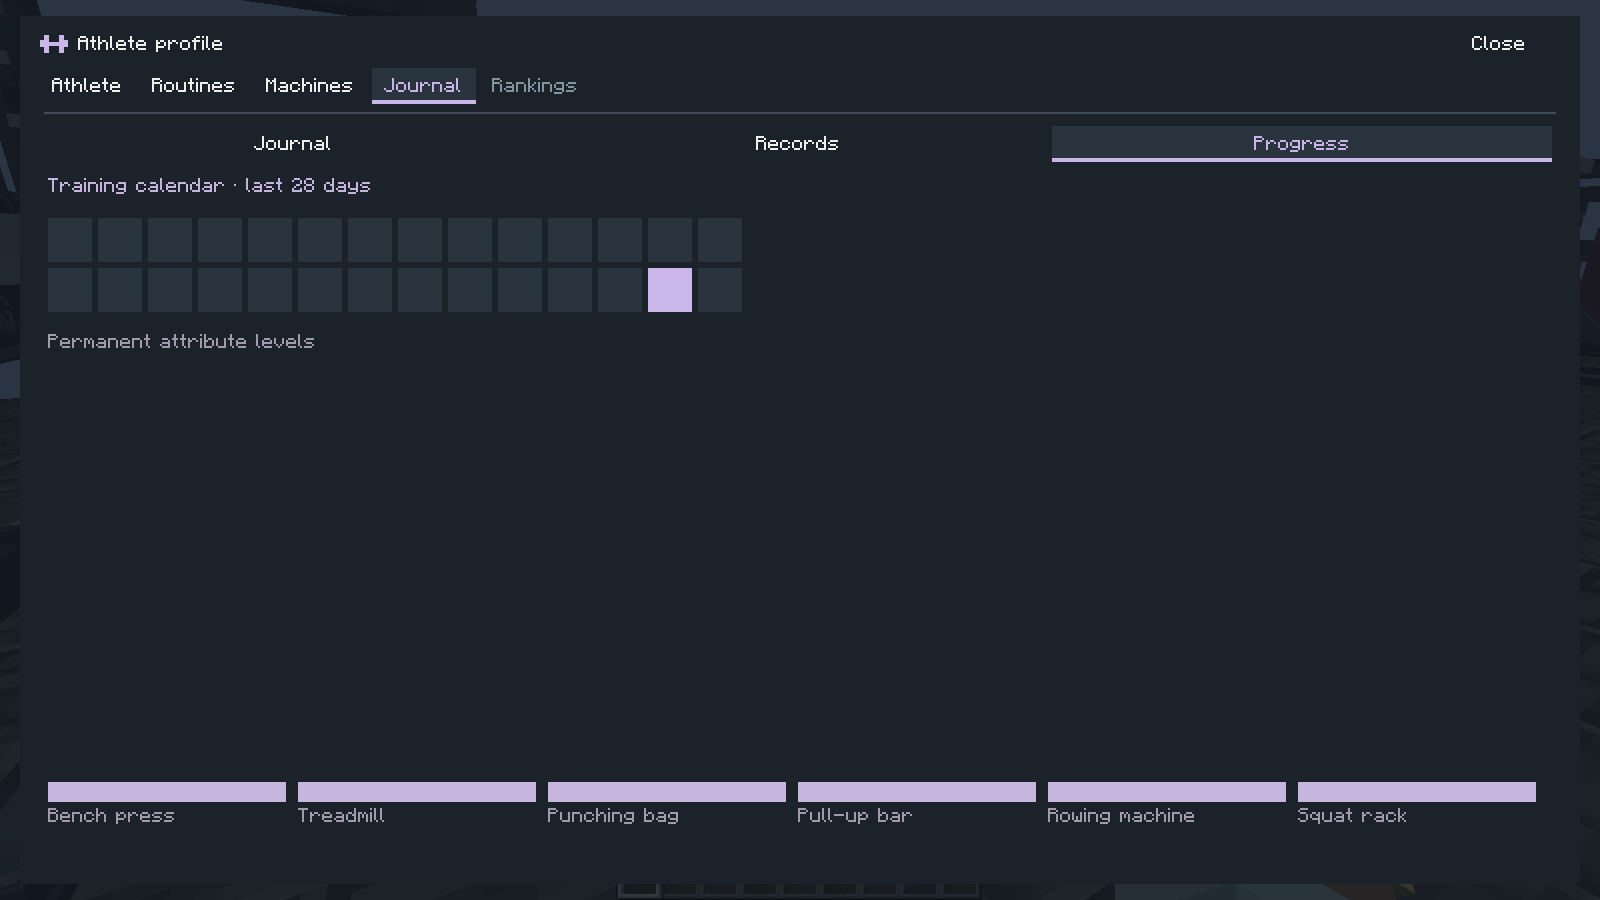 Athlete profile
Close
Athlete Routines Machines Journal Rankings
Journal Records Progress
Training calendar · last 28 days
Permanent attribute levels
Bench press Treadmill Punching bag Pull-up bar Rowing machine Squat rack